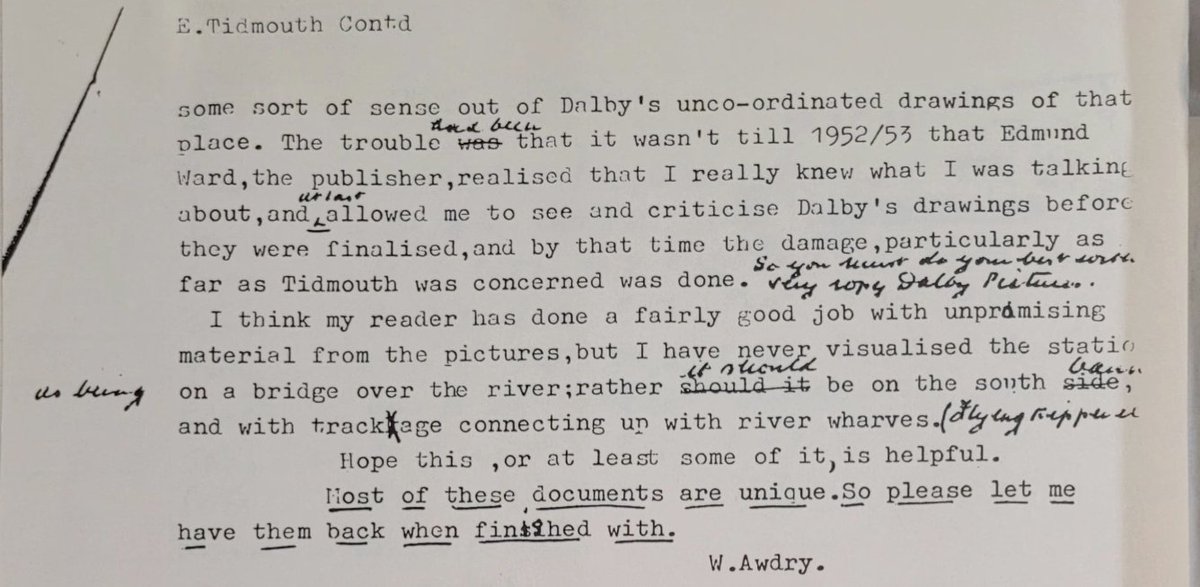 E.Tidmouth Contd
some sort of sense out of Dalby's unco-ordinated drawings of that
had been
place. The trouble was that it wasn't till 1952/53 that Edmund
Ward,the publisher,realised that I really knew what I was talking
at last
about,and allowed me to see and criticise Dalby's drawings before
they were finalised,and by that time the damage,particularly as
So you must do your best with
far as Tidmouth was concerned was done. very ropy Dalby Pictures.
I think my reader has done a fairly good job with unpromising
material from the pictures,but I have never visualised the statio
it should bank
as being on a bridge over the river;rather should it be on the south side,
and with trackage connecting up with river wharves.(Flying Kipper
Hope this ,or at least some of it,is helpful.
Most of these documents are unique.So please let me
have them back when finished with.
W.Awdry.